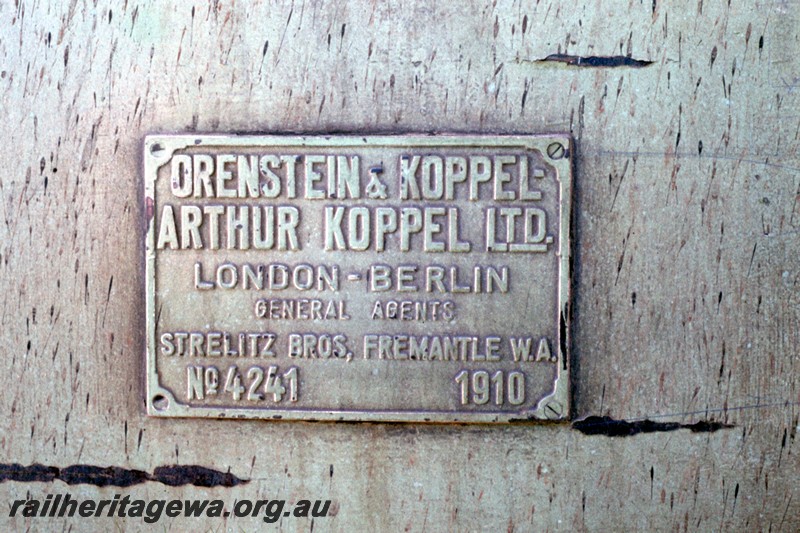 ORENSTEIN & KOPPEL-
ARTHUR KOPPEL LTD.
LONDON-BERLIN
GENERAL AGENTS
STRELITZ BROS, FREMANTLE W.A.
No 4241 1910
railheritagewa.org.au